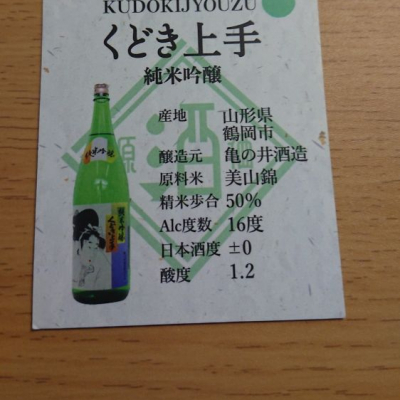 KUDOKIJYOUZU
くどき上手
純米吟醸
産地 山形県
鶴岡市
醸造元 亀の井酒造
原料米 美山錦
精米歩合 50%
Alc度数 16度
日本酒度 ±0
酸度 1.2
酒
原